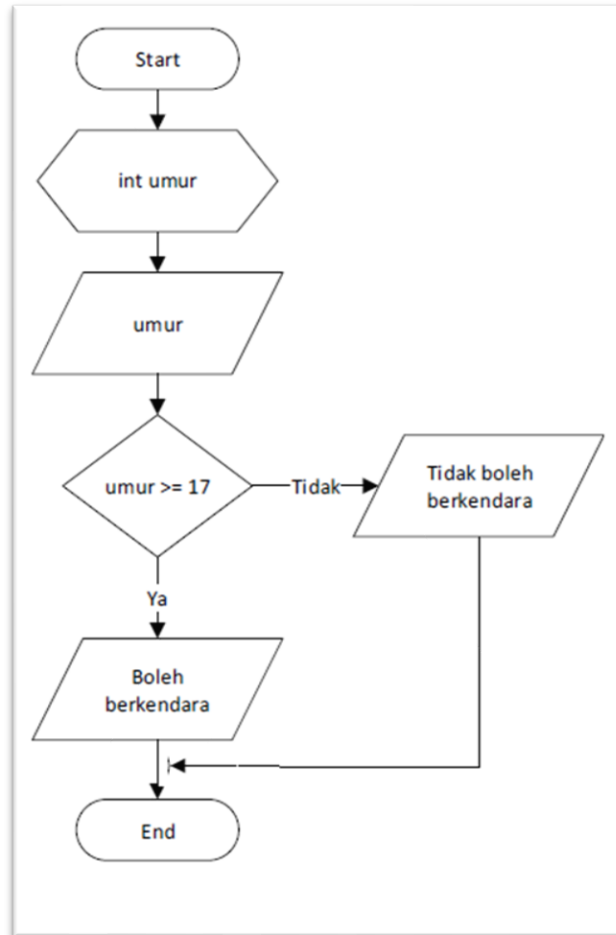 Start
int umur
umur
umur >= 17
Tidak
Tidak boleh
berkendara
Ya
Boleh
berkendara
End